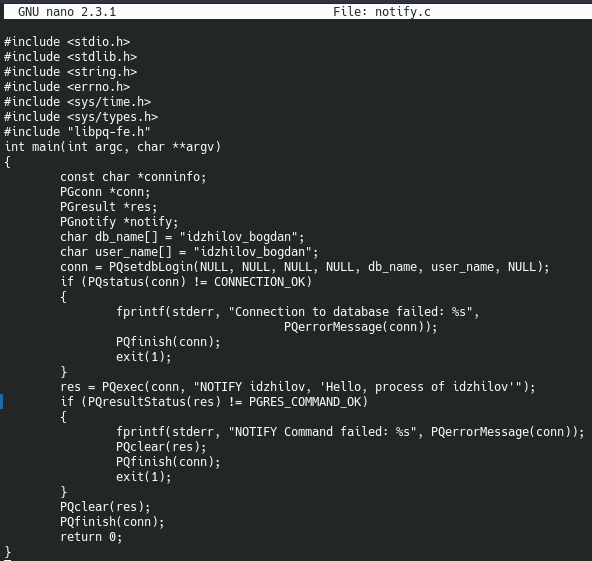 GNU nano 2.3.1                               File: notify.c
#include <stdio.h>
#include <stdlib.h>
#include <string.h>
#include <errno.h>
#include <sys/time.h>
#include <sys/types.h>
#include "libpq-fe.h"
int main(int argc, char **argv)
{
        const char *conninfo;
        PGconn *conn;
        PGresult *res;
        PGnotify *notify;
        char db_name[] = "idzhilov_bogdan";
        char user_name[] = "idzhilov_bogdan";
        conn = PQsetdbLogin(NULL, NULL, NULL, NULL, db_name, user_name, NULL);
        if (PQstatus(conn) != CONNECTION_OK)
        {
                fprintf(stderr, "Connection to database failed: %s",
                                        PQerrorMessage(conn));
                PQfinish(conn);
                exit(1);
        }
        res = PQexec(conn, "NOTIFY idzhilov, 'Hello, process of idzhilov'");
        if (PQresultStatus(res) != PGRES_COMMAND_OK)
        {
                fprintf(stderr, "NOTIFY Command failed: %s", PQerrorMessage(conn));
                PQclear(res);
                PQfinish(conn);
                exit(1);
        }
        PQclear(res);
        PQfinish(conn);
        return 0;
}